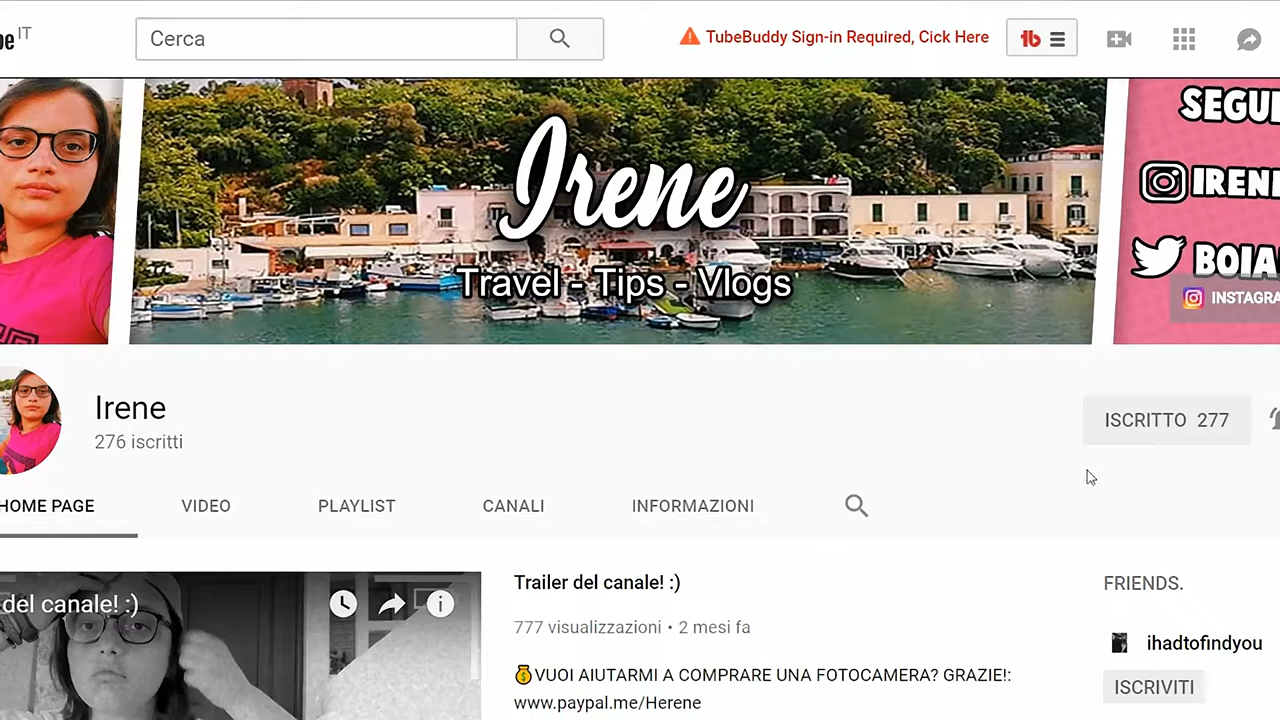 IT
Cerca
TubeBuddy Sign-in Required, Cick Here
Irene
Travel - Tips - Vlogs
SEGUI
IREN
BOIA
INSTAGRA
Irene
276 iscritti
ISCRITTO 277
HOME PAGE
VIDEO
PLAYLIST
CANALI
INFORMAZIONI
del canale! :)
Trailer del canale! :)
777 visualizzazioni • 2 mesi fa
💰VUOI AIUTARMI A COMPRARE UNA FOTOCAMERA? GRAZIE!:
www.paypal.me/Herene
FRIENDS.
ihadtofindyou
ISCRIVITI